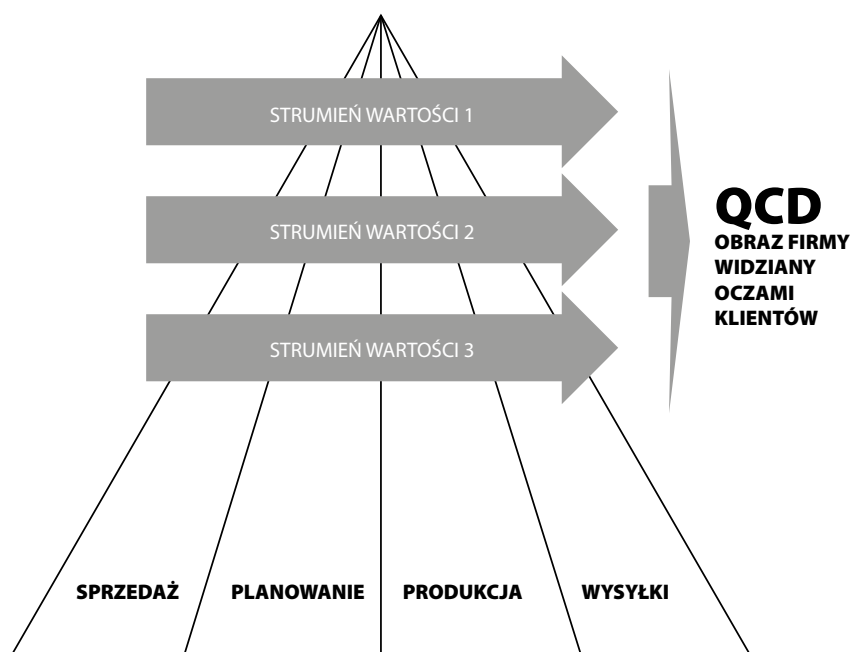 STRUMIEŃ WARTOŚCI 1
STRUMIEŃ WARTOŚCI 2
STRUMIEŃ WARTOŚCI 3
QCD
OBRAZ FIRMY
WIDZIANY
OCZAMI
KLIENTÓW
SPRZEDAŻ PLANOWANIE PRODUKCJA WYSYŁKI